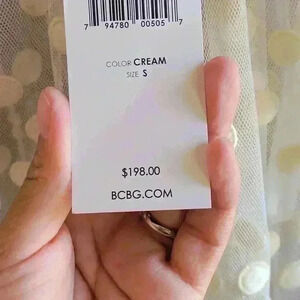 7 94780 00505 7
COLOR CREAM
SIZE S
$198.00
BCBG.COM